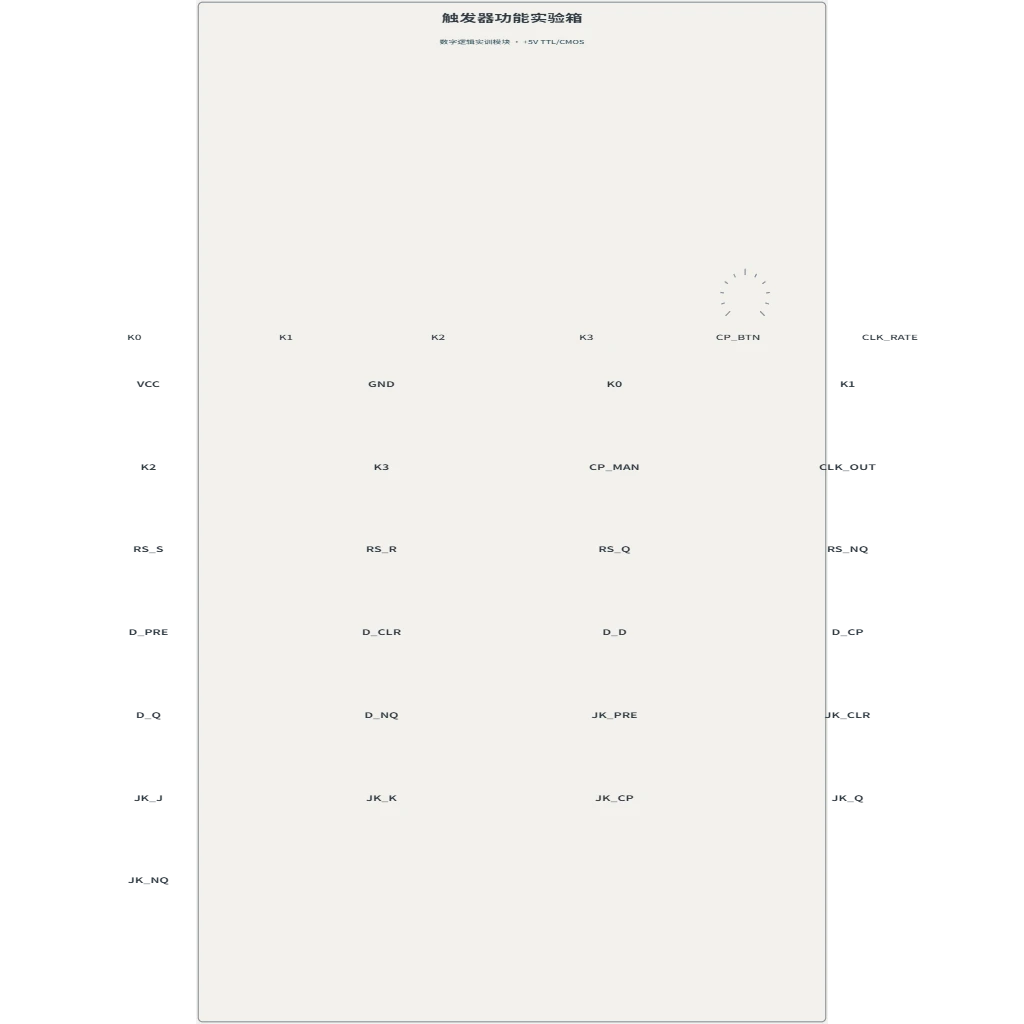 触发器功能实验箱
数字逻辑实训模块 · +5V TTL/CMOS
K0 K1 K2 K3 CP_BTN CLK_RATE
VCC GND K0 K1
K2 K3 CP_MAN CLK_OUT
RS_S RS_R RS_Q RS_NQ
D_PRE D_CLR D_D D_CP
D_Q D_NQ JK_PRE JK_CLR
JK_J JK_K JK_CP JK_Q
JK_NQ